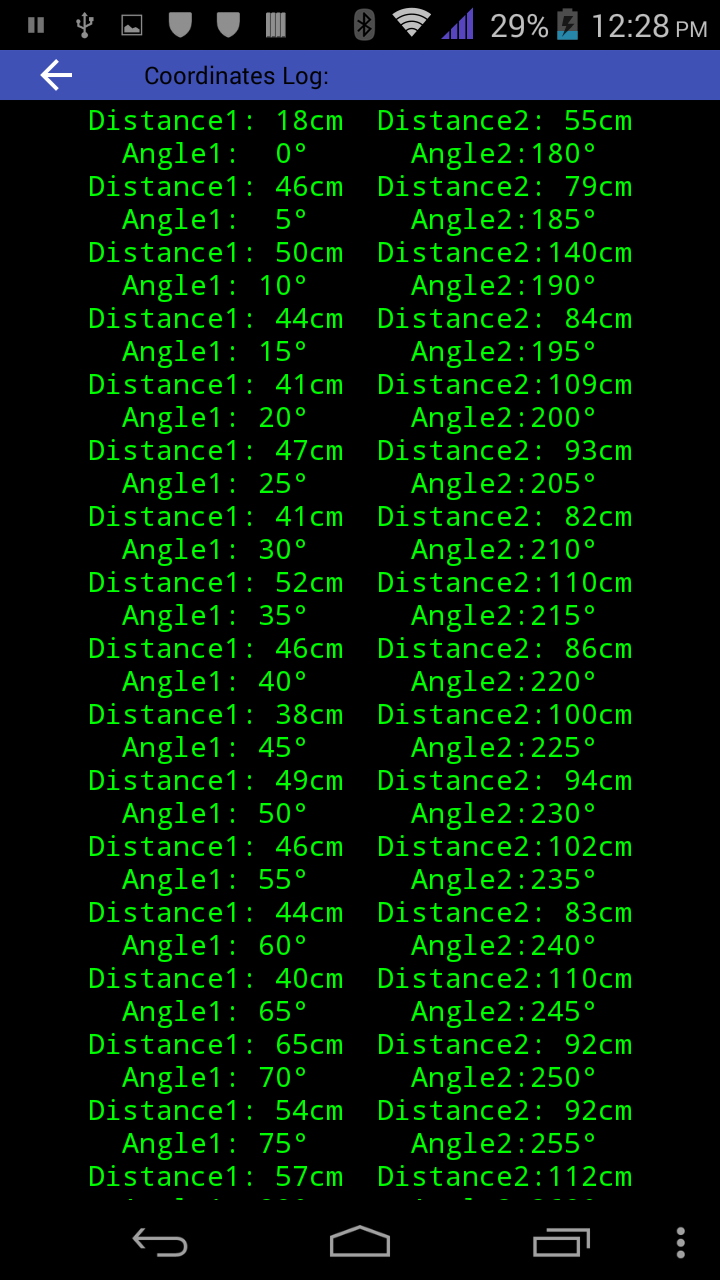 29% 12:28 PM
Coordinates Log:
Distance1: 18cm Distance2: 55cm
Angle1: 0° Angle2:180°
Distance1: 46cm Distance2: 79cm
Angle1: 5° Angle2:185°
Distance1: 50cm Distance2:140cm
Angle1: 10° Angle2:190°
Distance1: 44cm Distance2: 84cm
Angle1: 15° Angle2:195°
Distance1: 41cm Distance2:109cm
Angle1: 20° Angle2:200°
Distance1: 47cm Distance2: 93cm
Angle1: 25° Angle2:205°
Distance1: 41cm Distance2: 82cm
Angle1: 30° Angle2:210°
Distance1: 52cm Distance2:110cm
Angle1: 35° Angle2:215°
Distance1: 46cm Distance2: 86cm
Angle1: 40° Angle2:220°
Distance1: 38cm Distance2:100cm
Angle1: 45° Angle2:225°
Distance1: 49cm Distance2: 94cm
Angle1: 50° Angle2:230°
Distance1: 46cm Distance2:102cm
Angle1: 55° Angle2:235°
Distance1: 44cm Distance2: 83cm
Angle1: 60° Angle2:240°
Distance1: 40cm Distance2:110cm
Angle1: 65° Angle2:245°
Distance1: 65cm Distance2: 92cm
Angle1: 70° Angle2:250°
Distance1: 54cm Distance2: 92cm
Angle1: 75° Angle2:255°
Distance1: 57cm Distance2:112cm